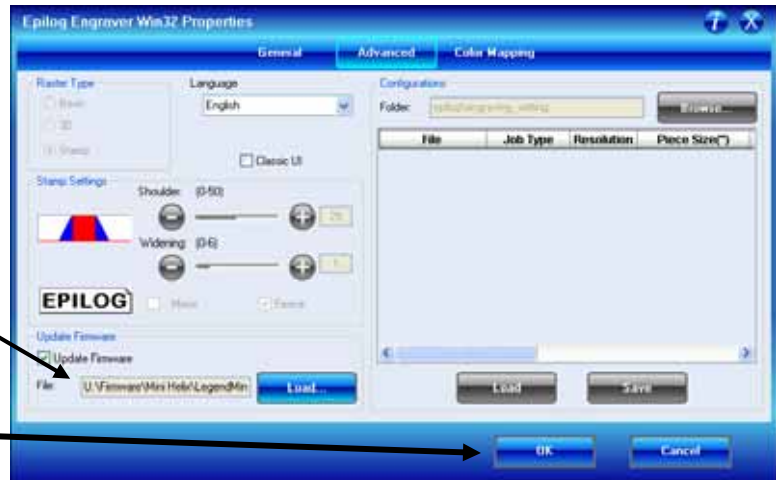 Epilog Engraver Win32 Properties
General Advanced Color Mapping
Raster Type
Basic
3D
Stamp
Language
English
Classic UI
Stamp Settings
Shoulder: (0-50)
25
Widening: (0-6)
1
EPILOG
Mirror
Fence
Update Firmware
Update Firmware
File: U:\Firmware\Mini Helix\LegendMin
Load...
Configurations
Folder:
Browse...
File Job Type Resolution Piece Size(")
Load Save
OK Cancel